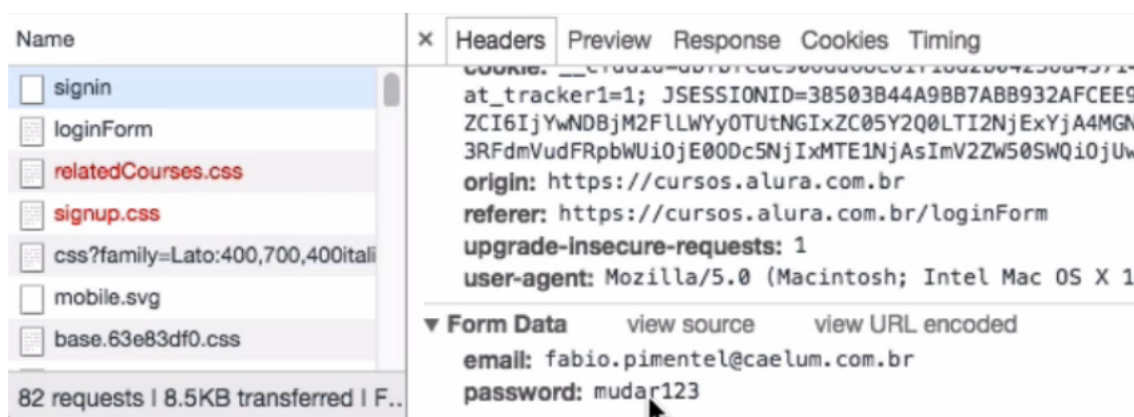 Name
signin
loginForm
relatedCourses.css
signup.css
css?family=Lato:400,700,400itali
mobile.svg
base.63e83df0.css
82 requests | 8.5KB transferred | F...
× Headers Preview Response Cookies Timing
at_tracker1=1; JSESSIONID=38503B44A9BB7ABB932AFCEE9
ZCI6IjYwNDBjM2FlLWYyOTUtNGIxZC05Y2Q0LTI2NjExYjA4MGN
3RFdmVudFRpbWUiOjE0ODc5NjIxMTE1NjAsImV2ZW50SWQiOjUw
origin: https://cursos.alura.com.br
referer: https://cursos.alura.com.br/loginForm
upgrade-insecure-requests: 1
user-agent: Mozilla/5.0 (Macintosh; Intel Mac OS X 1
▼ Form Data view source view URL encoded
email: fabio.pimentel@caelum.com.br
password: mudar123